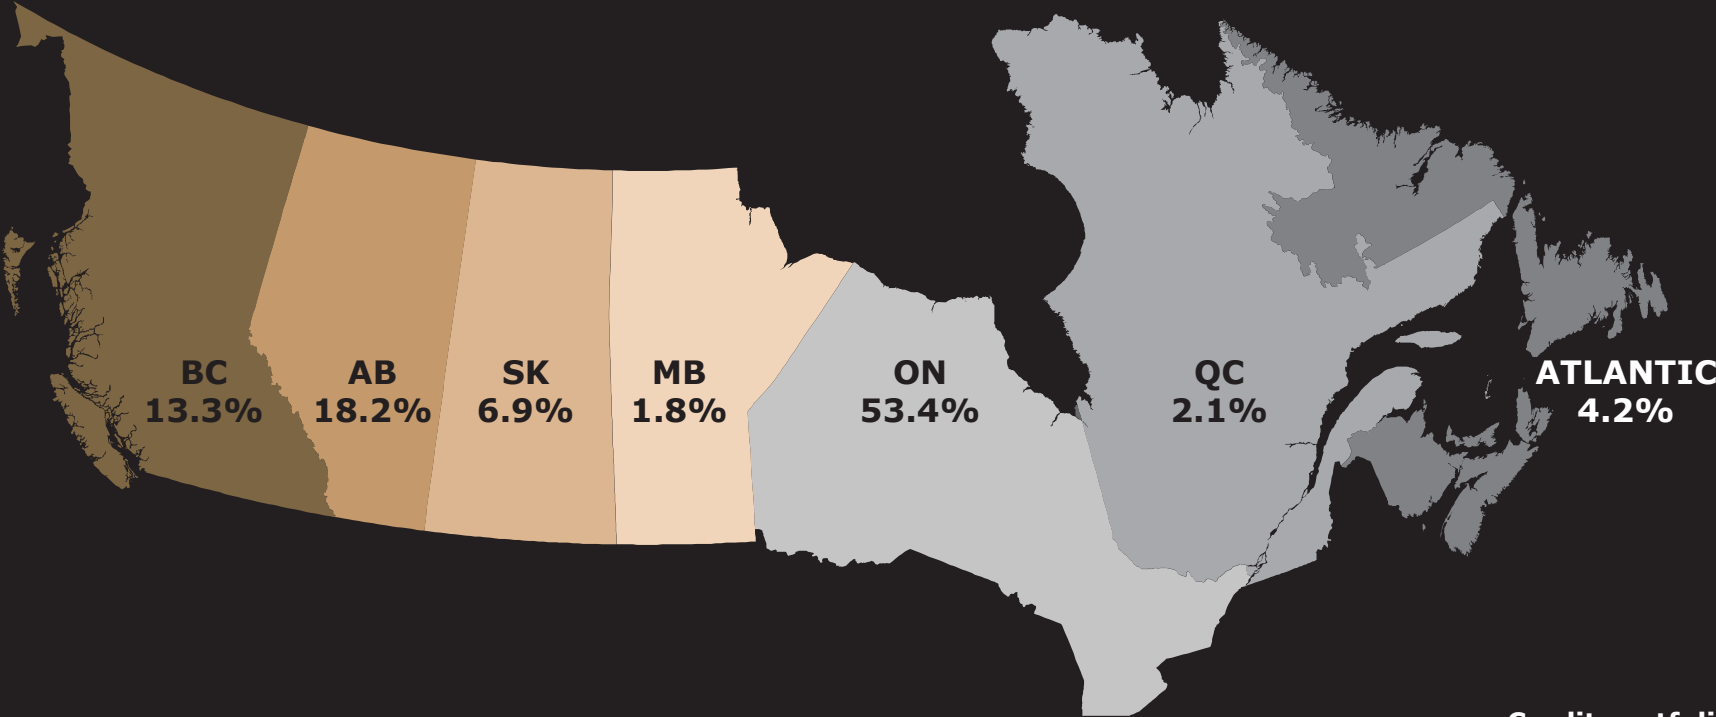 BC
13.3%
AB
18.2%
SK
6.9%
MB
1.8%
ON
53.4%
QC
2.1%
ATLANTIC
4.2%